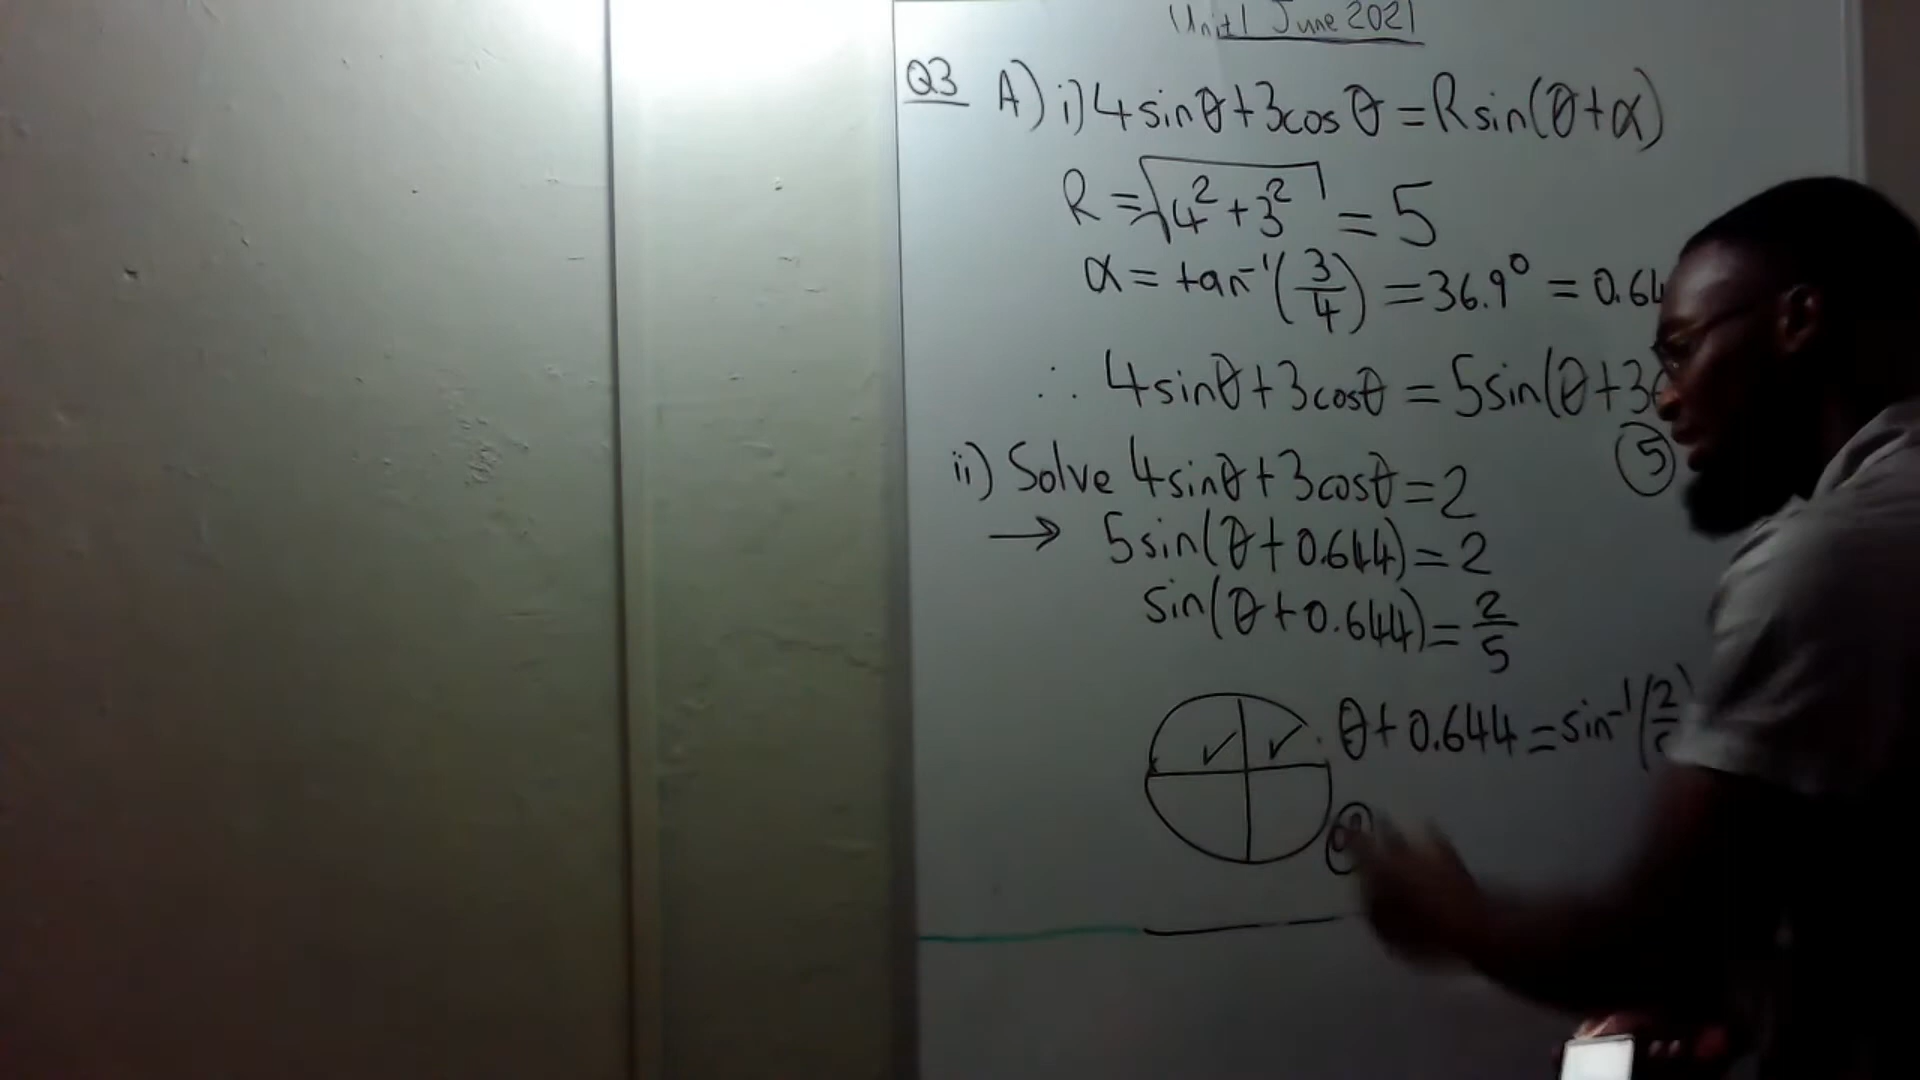 Unit 1 June 2021
Q3 A) i) 4sinθ+3cosθ=Rsin(θ+α)
R=√4²+3² = 5
α = tan⁻¹(3/4) = 36.9° = 0.64
∴ 4sinθ+3cosθ = 5sin(θ+3
5
ii) Solve 4sinθ+3cosθ=2
→ 5sin(θ+0.644)=2
sin(θ+0.644)=2/5
θ+0.644=sin⁻¹(2/